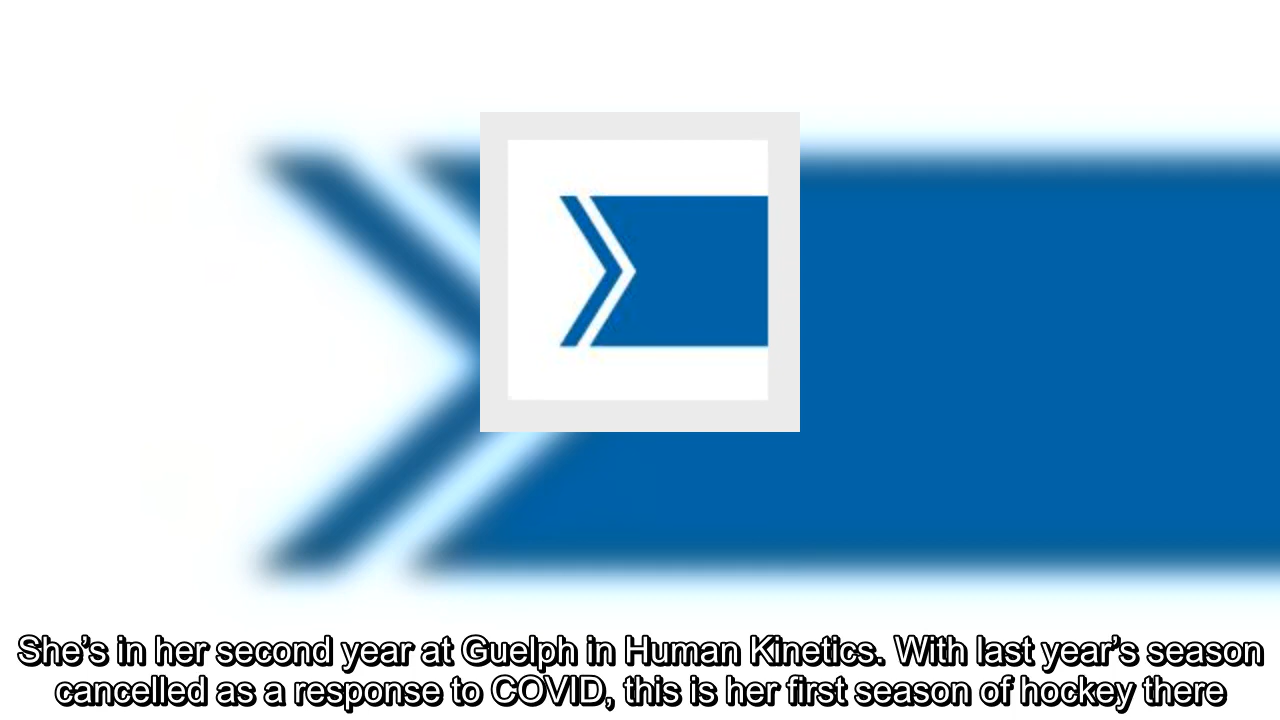 She’s in her second year at Guelph in Human Kinetics. With last year’s season
cancelled as a response to COVID, this is her first season of hockey there